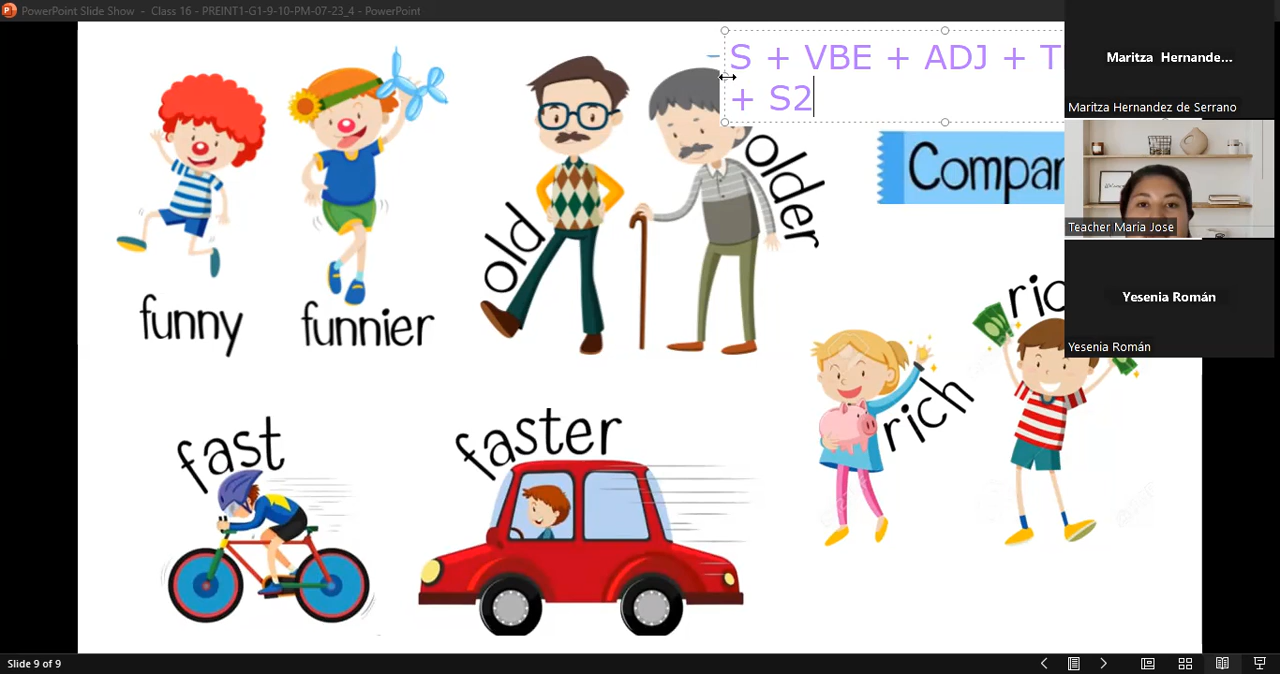 PowerPoint Slide Show - Class 16 - PREINT1-G1-9-10-PM-07-23_4 - PowerPoint
S + VBE + ADJ +
+ S2
Maritza Hernande...
Maritza Hernandez de Serrano
Teacher Maria Jose
Yesenia Román
Yesenia Román
old
older
funny
funnier
rich
fast
faster
Slide 9 of 9